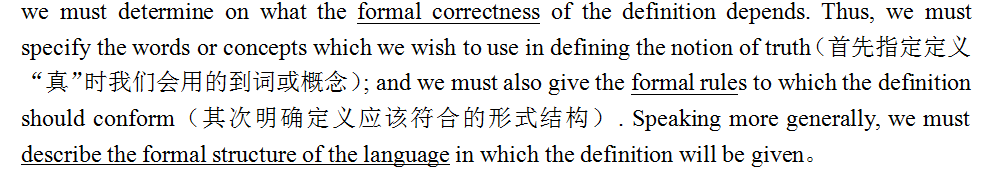 we must determine on what the formal correctness of the definition depends. Thus, we must
specify the words or concepts which we wish to use in defining the notion of truth（首先指定定义
“真”时我们会用的到词或概念）; and we must also give the formal rules to which the definition
should conform（其次明确定义应该符合的形式结构）. Speaking more generally, we must
describe the formal structure of the language in which the definition will be given。